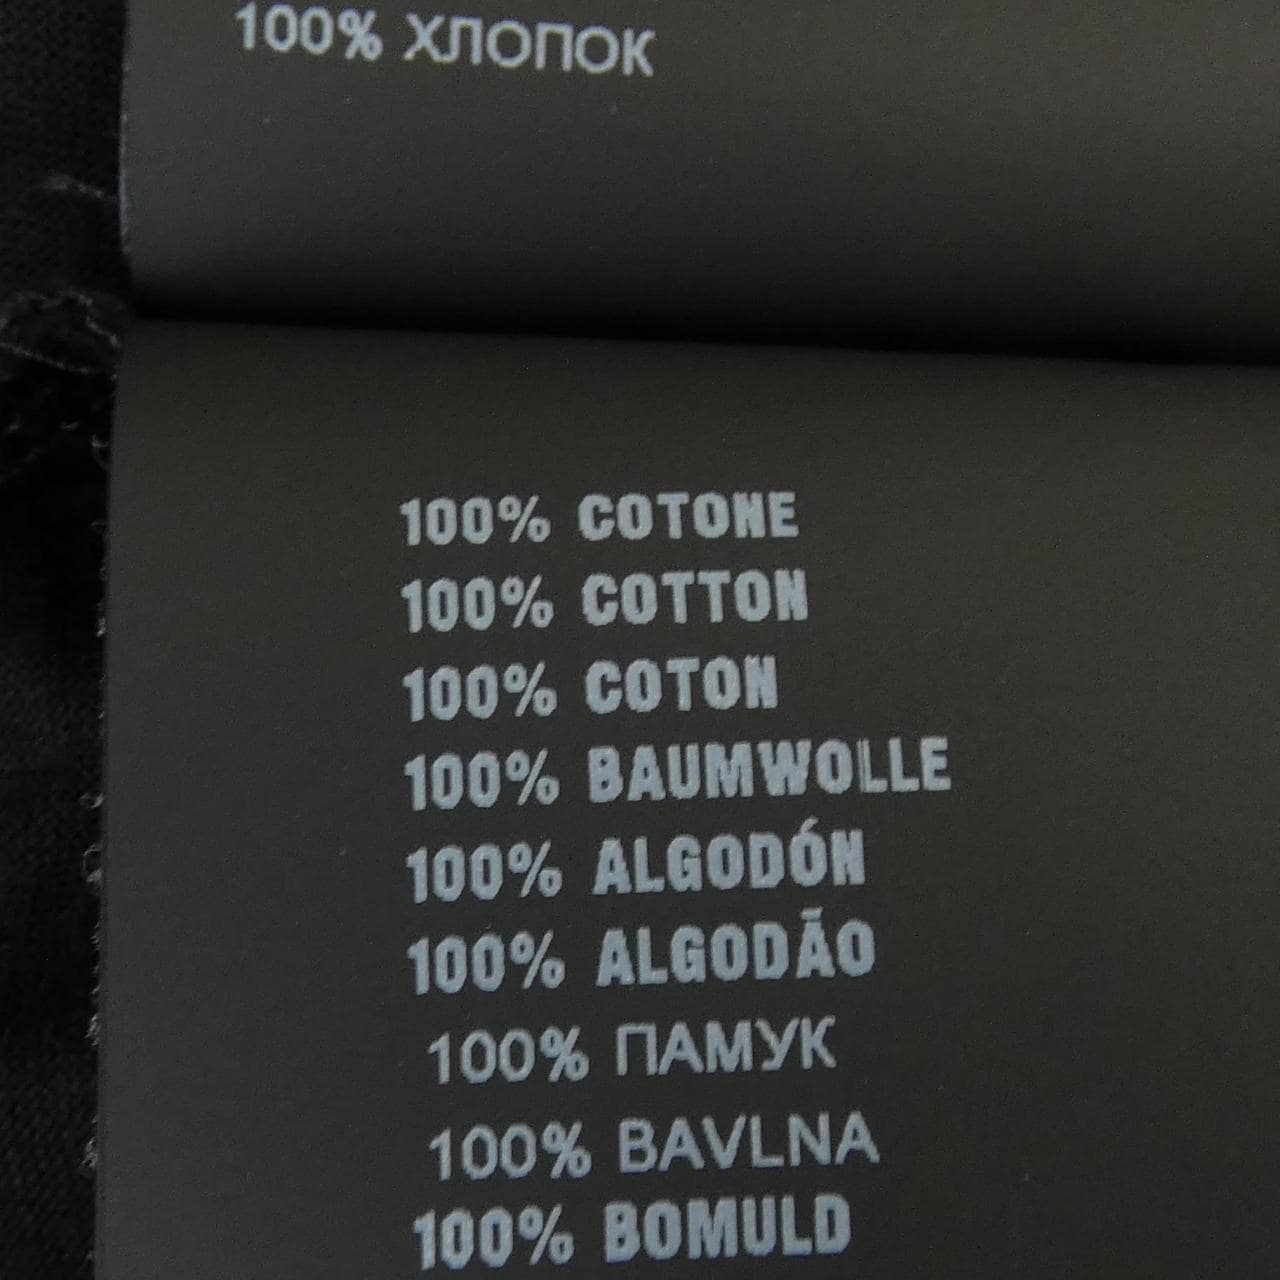 100% ХЛОПОК
100% COTONE
100% COTTON
100% COTON
100% BAUMWOLLE
100% ALGODÓN
100% ALGODÃO
100% ПАМУК
100% BAVLNA
100% BOMULD